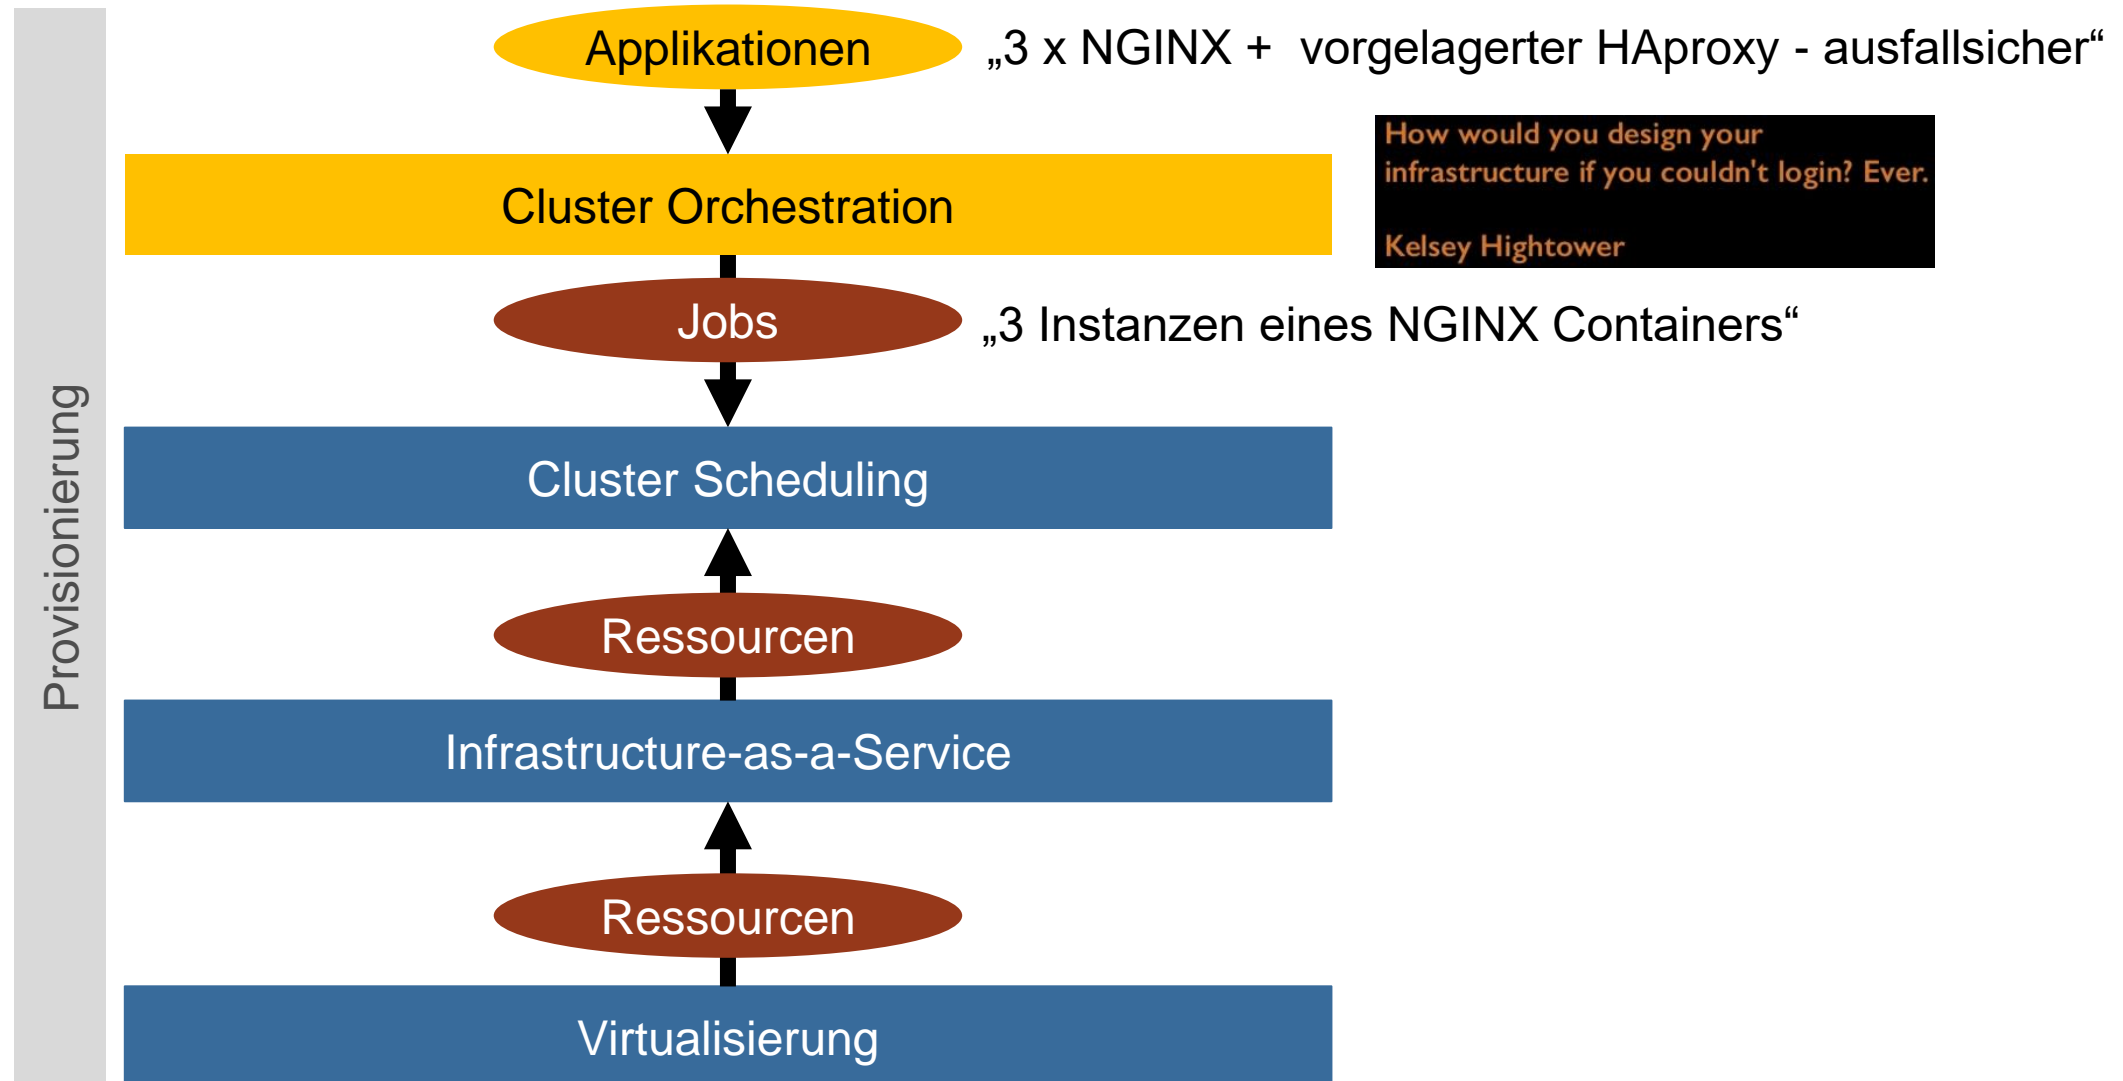 Applikationen
„3 x NGINX + vorgelagerter HAproxy - ausfallsicher“
How would you design your
infrastructure if you couldn't login? Ever.
Kelsey Hightower
Cluster Orchestration
Jobs
„3 Instanzen eines NGINX Containers“
Provisionierung
Cluster Scheduling
Ressourcen
Infrastructure-as-a-Service
Ressourcen
Virtualisierung